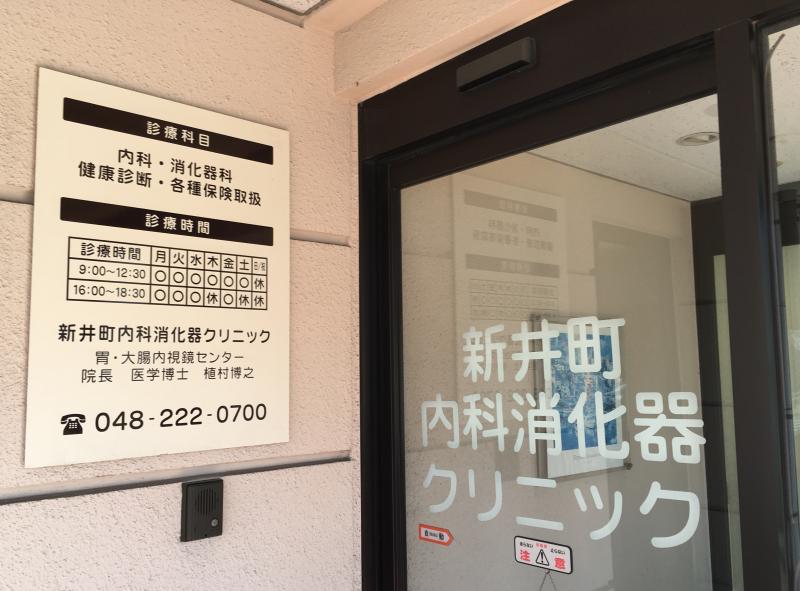 診療科目
内科・消化器科
健康診断・各種保険取扱
診療時間
診療時間 月 火 水 木 金 土 日/祝
9:00〜12:30 ○ ○ ○ ○ ○ ○ 休
16:00〜18:30 ○ ○ ○ 休 ○ 休 休
新井町内科消化器クリニック
胃・大腸内視鏡センター
院長 医学博士 植村博之
☎ 048-222-0700
新井町
内科消化器
クリニック
注 意